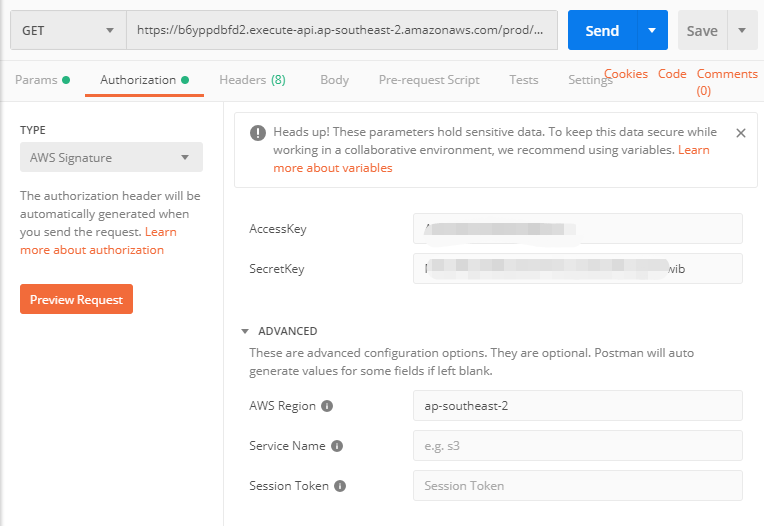 GET
https://b6yppdbfd2.execute-api.ap-southeast-2.amazonaws.com/prod/...
Send
Save
Params
Authorization
Headers (8)
Body
Pre-request Script
Tests
Settings
Cookies
Code
Comments
(0)
TYPE
AWS Signature
The authorization header will be
automatically generated when
you send the request. Learn
more about authorization
Preview Request
Heads up! These parameters hold sensitive data. To keep this data secure while
working in a collaborative environment, we recommend using variables. Learn
more about variables
AccessKey
SecretKey
wib
ADVANCED
These are advanced configuration options. They are optional. Postman will auto
generate values for some fields if left blank.
AWS Region
ap-southeast-2
Service Name
e.g. s3
Session Token
Session Token